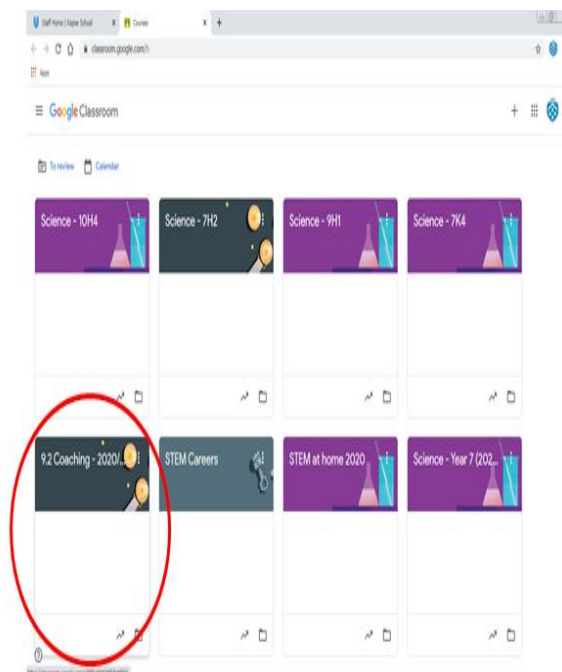 Staff Home | Napier School
Courses
classroom.google.com/h
Apps
Google Classroom
To review Calendar
Science - 10H4
Science - 7H2
Science - 9H1
Science - 7K4
9.2 Coaching - 2020/...
STEM Careers
STEM at home 2020
Science - Year 7 (202...